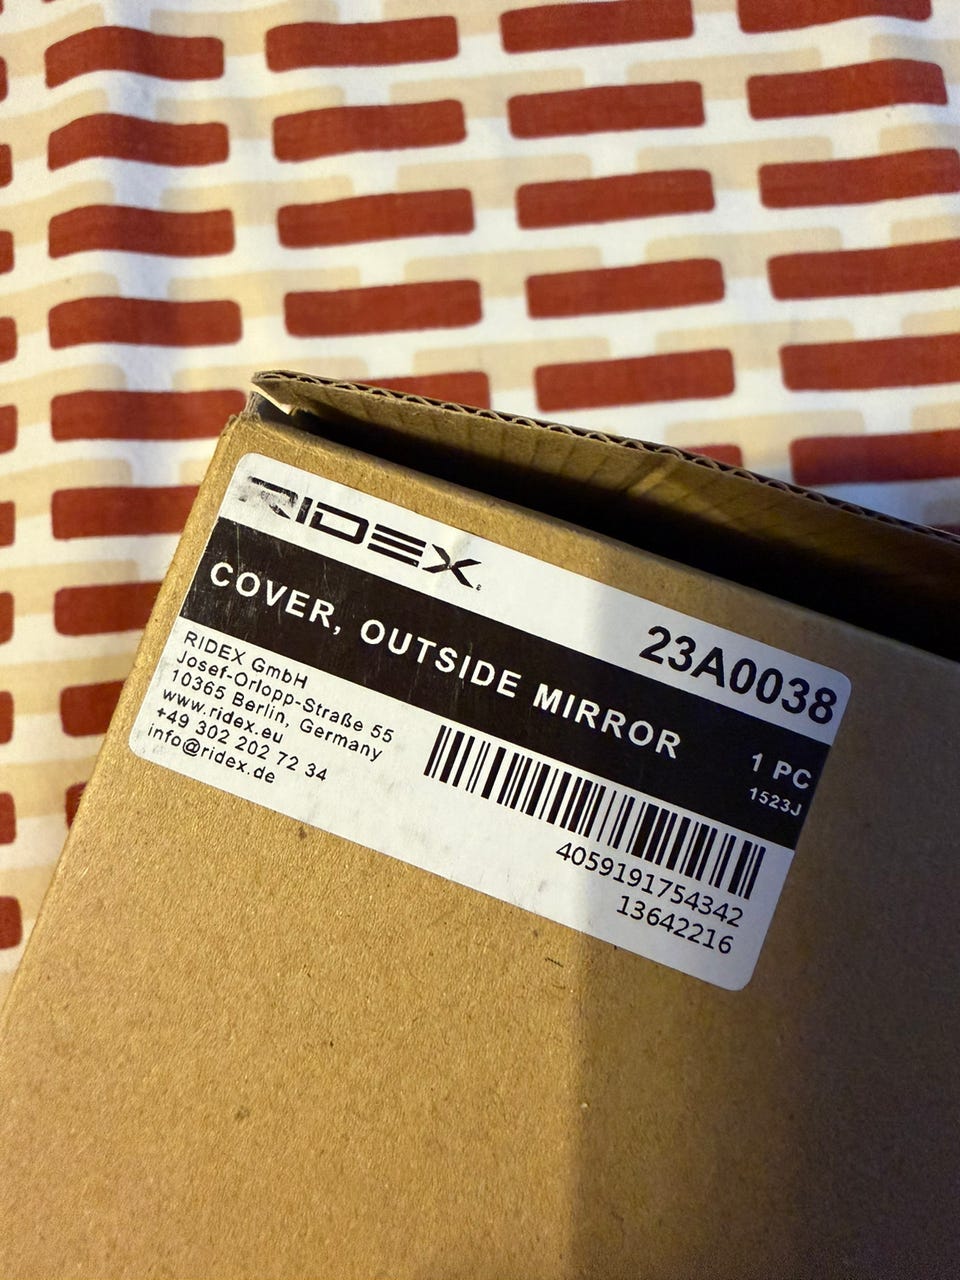 RIDEX
23A0038
COVER, OUTSIDE MIRROR
1 PC
1523J
RIDEX GmbH
Josef-Orlopp-Straße 55
10365 Berlin, Germany
www.ridex.eu
+49 302 202 72 34
info@ridex.de
4059191754342
13642216